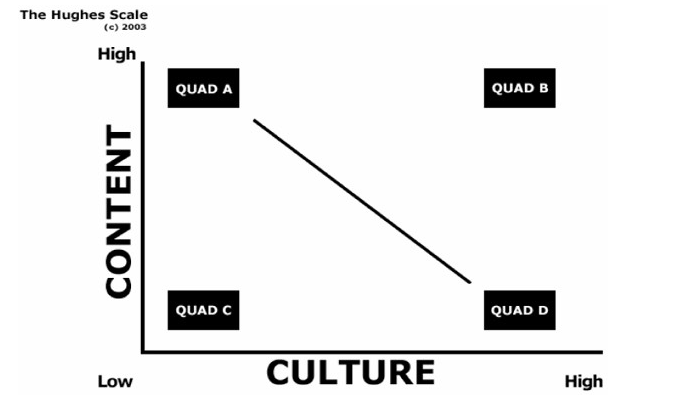 The Hughes Scale
(c) 2003
High
QUAD A
QUAD B
CONTENT
QUAD C
QUAD D
CULTURE
Low
High